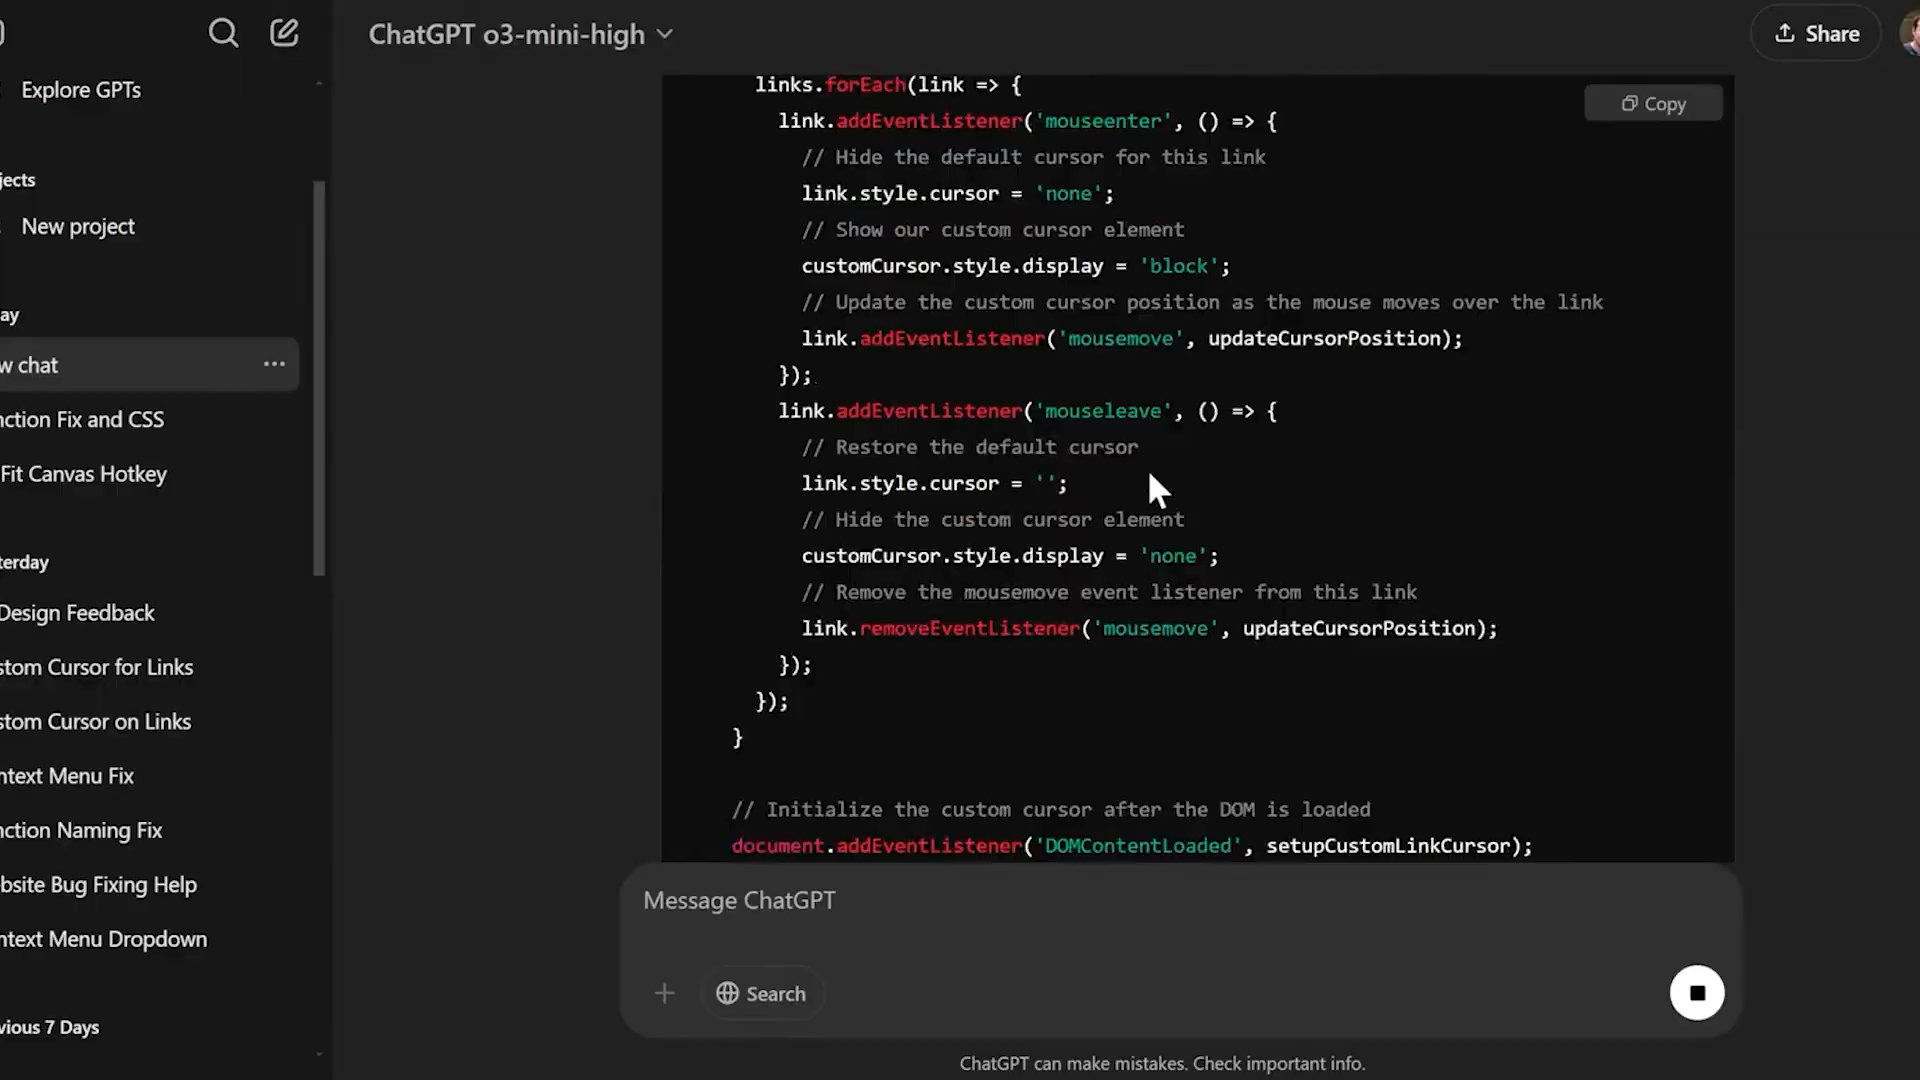 ChatGPT o3-mini-high
Share
Explore GPTs
jects
New project
ay
w chat
nction Fix and CSS
Fit Canvas Hotkey
terday
Design Feedback
stom Cursor for Links
stom Cursor on Links
ntext Menu Fix
nction Naming Fix
bsite Bug Fixing Help
ntext Menu Dropdown
vious 7 Days
Copy
links.forEach(link => {
link.addEventListener('mouseenter', () => {
// Hide the default cursor for this link
link.style.cursor = 'none';
// Show our custom cursor element
customCursor.style.display = 'block';
// Update the custom cursor position as the mouse moves over the link
link.addEventListener('mousemove', updateCursorPosition);
});
link.addEventListener('mouseleave', () => {
// Restore the default cursor
link.style.cursor = '';
// Hide the custom cursor element
customCursor.style.display = 'none';
// Remove the mousemove event listener from this link
link.removeEventListener('mousemove', updateCursorPosition);
});
});
}
// Initialize the custom cursor after the DOM is loaded
document.addEventListener('DOMContentLoaded', setupCustomLinkCursor);
Message ChatGPT
Search
ChatGPT can make mistakes. Check important info.